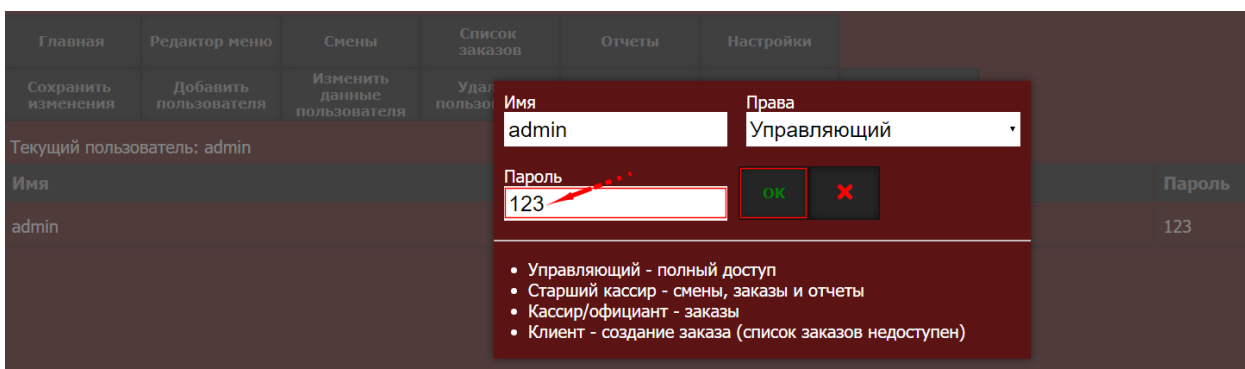 Главная Редактор меню Смены Список заказов Отчеты Настройки
Сохранить изменения Добавить пользователя Изменить данные пользователя
Текущий пользователь: admin
Имя Пароль
admin 123
Имя Права
admin Управляющий
Пароль
123 ОК
Управляющий - полный доступ
Старший кассир - смены, заказы и отчеты
Кассир/официант - заказы
Клиент - создание заказа (список заказов недоступен)